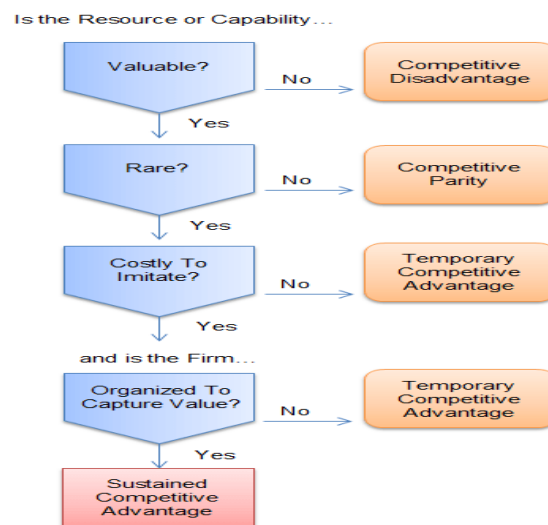 Is the Resource or Capability...
Valuable?
No
Competitive
Disadvantage
Yes
Rare?
No
Competitive
Parity
Yes
Costly To
Imitate?
No
Temporary
Competitive
Advantage
Yes
and is the Firm...
Organized To
Capture Value?
No
Temporary
Competitive
Advantage
Yes
Sustained
Competitive
Advantage